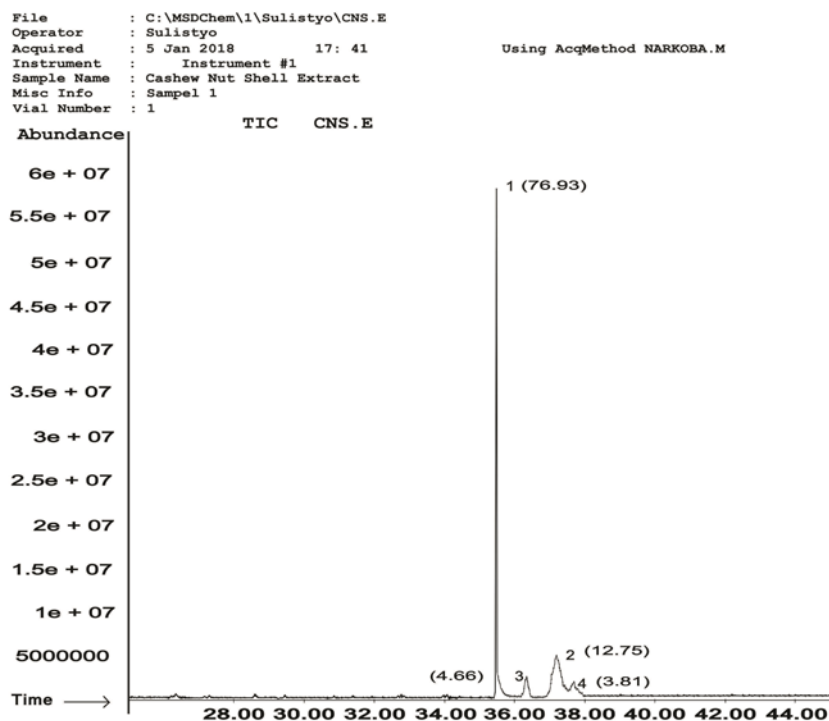 File : C:\MSDChem\1\Sulistyo\CNS.E
Operator : Sulistyo
Acquired : 5 Jan 2018 17: 41 Using AcqMethod NARKOBA.M
Instrument : Instrument #1
Sample Name : Cashew Nut Shell Extract
Misc Info : Sampel 1
Vial Number : 1
TIC CNS.E
Abundance
6e + 07
1 (76.93)
5.5e + 07
5e + 07
4.5e + 07
4e + 07
3.5e + 07
3e + 07
2.5e + 07
2e + 07
1.5e + 07
1e + 07
5000000
2 (12.75)
(4.66) 3
4 (3.81)
Time
28.00 30.00 32.00 34.00 36.00 38.00 40.00 42.00 44.00